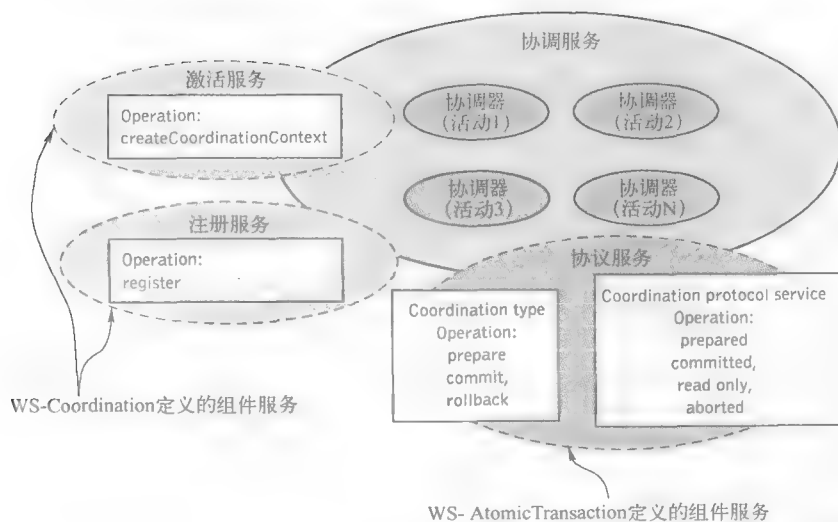 协调服务
激活服务
Operation:
createCoordinationContext
协调器
(活动1)
协调器
(活动2)
协调器
(活动3)
协调器
(活动N)
注册服务
Operation:
register
协议服务
Coordination type
Operation:
prepare
commit,
rollback
Coordination protocol service
Operation:
prepared
committed,
read only,
aborted
WS-Coordination定义的组件服务
WS- AtomicTransaction定义的组件服务